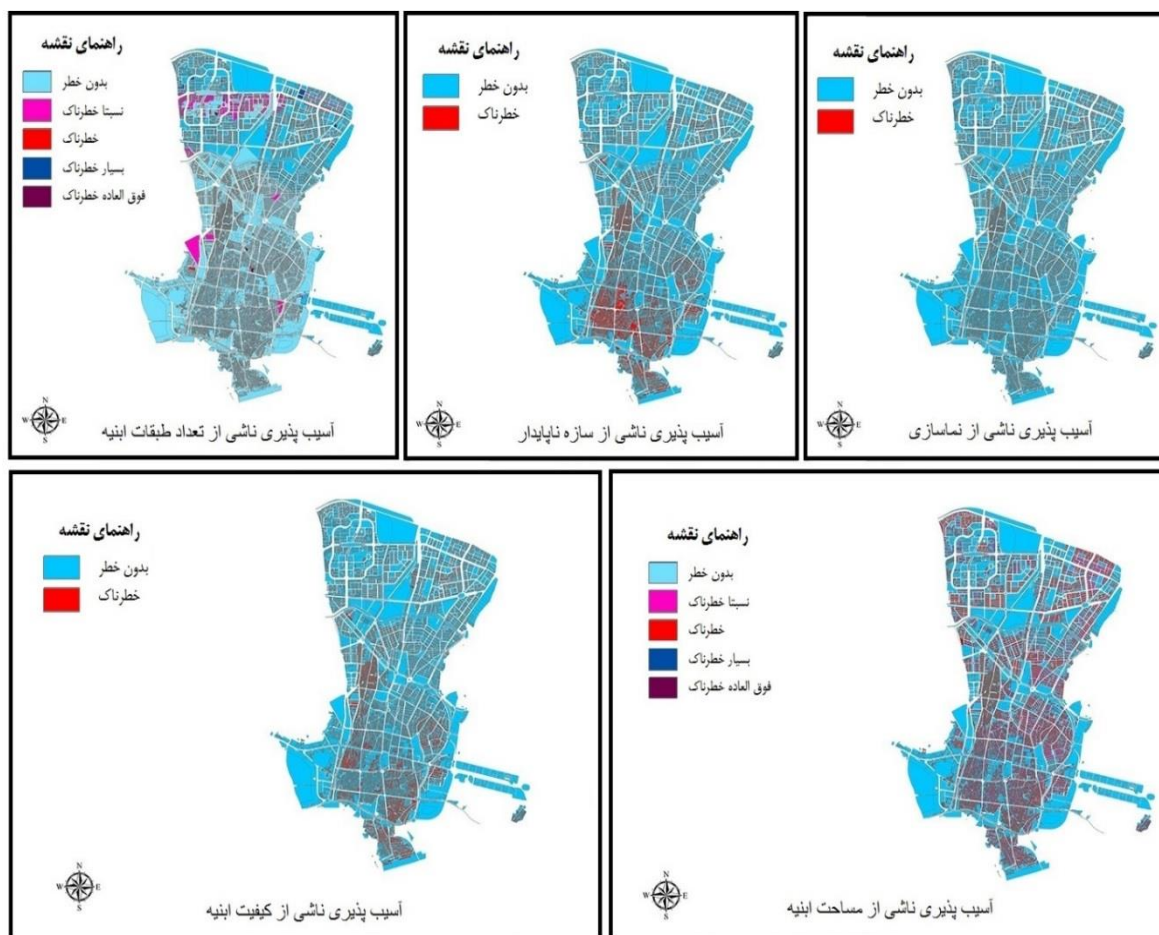 راهنمای نقشه
بدون خطر
نسبتا خطرناک
خطرناک
بسیار خطرناک
فوق العاده خطرناک
N
W E
S
آسیب پذیری ناشی از تعداد طبقات ابنیه
راهنمای نقشه
بدون خطر
خطرناک
N
W E
S
آسیب پذیری ناشی از سازه ناپایدار
راهنمای نقشه
بدون خطر
خطرناک
N
W E
S
آسیب پذیری ناشی از نماسازی
راهنمای نقشه
بدون خطر
خطرناک
N
W E
S
آسیب پذیری ناشی از کیفیت ابنیه
راهنمای نقشه
بدون خطر
نسبتا خطرناک
خطرناک
بسیار خطرناک
فوق العاده خطرناک
N
W E
S
آسیب پذیری ناشی از مساحت ابنیه